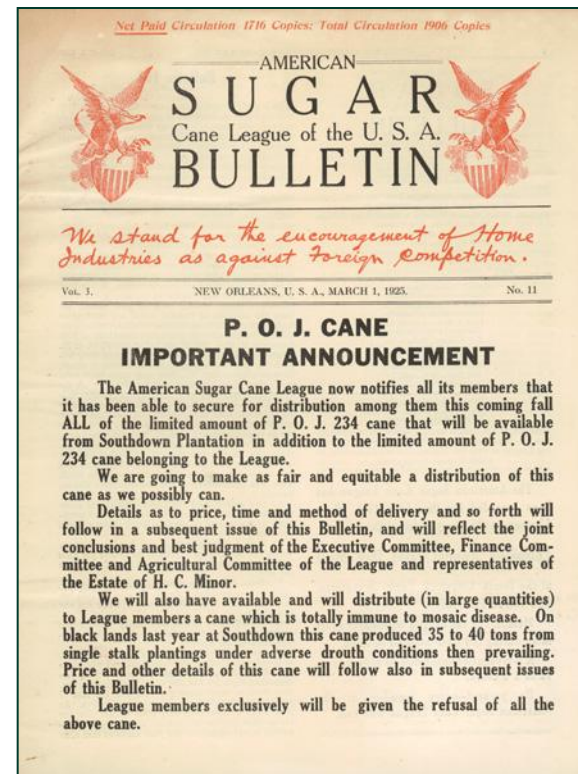 Net Paid Circulation 1716 Copies: Total Circulation 1906 Copies
AMERICAN
SUGAR
Cane League of the U. S. A.
BULLETIN
We stand for the encouragement of Home
Industries as against Foreign Competition.
Vol. 3. NEW ORLEANS, U. S. A., MARCH 1, 1925. No. 11
P. O. J. CANE
IMPORTANT ANNOUNCEMENT
The American Sugar Cane League now notifies all its members that
it has been able to secure for distribution among them this coming fall
ALL of the limited amount of P. O. J. 234 cane that will be available
from Southdown Plantation in addition to the limited amount of P. O. J.
234 cane belonging to the League.
We are going to make as fair and equitable a distribution of this
cane as we possibly can.
Details as to price, time and method of delivery and so forth will
follow in a subsequent issue of this Bulletin, and will reflect the joint
conclusions and best judgment of the Executive Committee, Finance Com-
mittee and Agricultural Committee of the League and representatives of
the Estate of H. C. Minor.
We will also have available and will distribute (in large quantities)
to League members a cane which is totally immune to mosaic disease. On
black lands last year at Southdown this cane produced 35 to 40 tons from
single stalk plantings under adverse drouth conditions then prevailing.
Price and other details of this cane will follow also in subsequent issues
of this Bulletin.
League members exclusively will be given the refusal of all the
above cane.